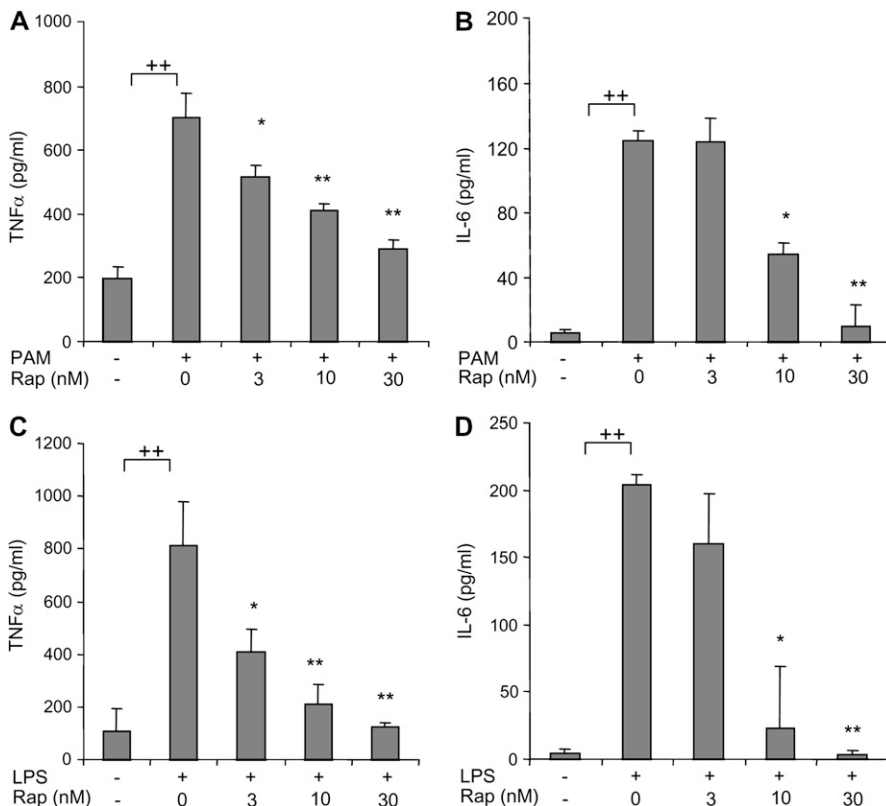 A
TNFα (pg/ml)
1000
800
600
400
200
0
++
*
**
**
PAM - + + + +
Rap (nM) - 0 3 10 30
B
IL-6 (pg/ml)
200
160
120
80
40
0
++
*
**
PAM - + + + +
Rap (nM) - 0 3 10 30
C
TNFα (pg/ml)
1200
1000
800
600
400
200
0
++
*
**
**
LPS - + + + +
Rap (nM) - 0 3 10 30
D
IL-6 (pg/ml)
250
200
150
100
50
0
++
*
**
LPS - + + + +
Rap (nM) - 0 3 10 30